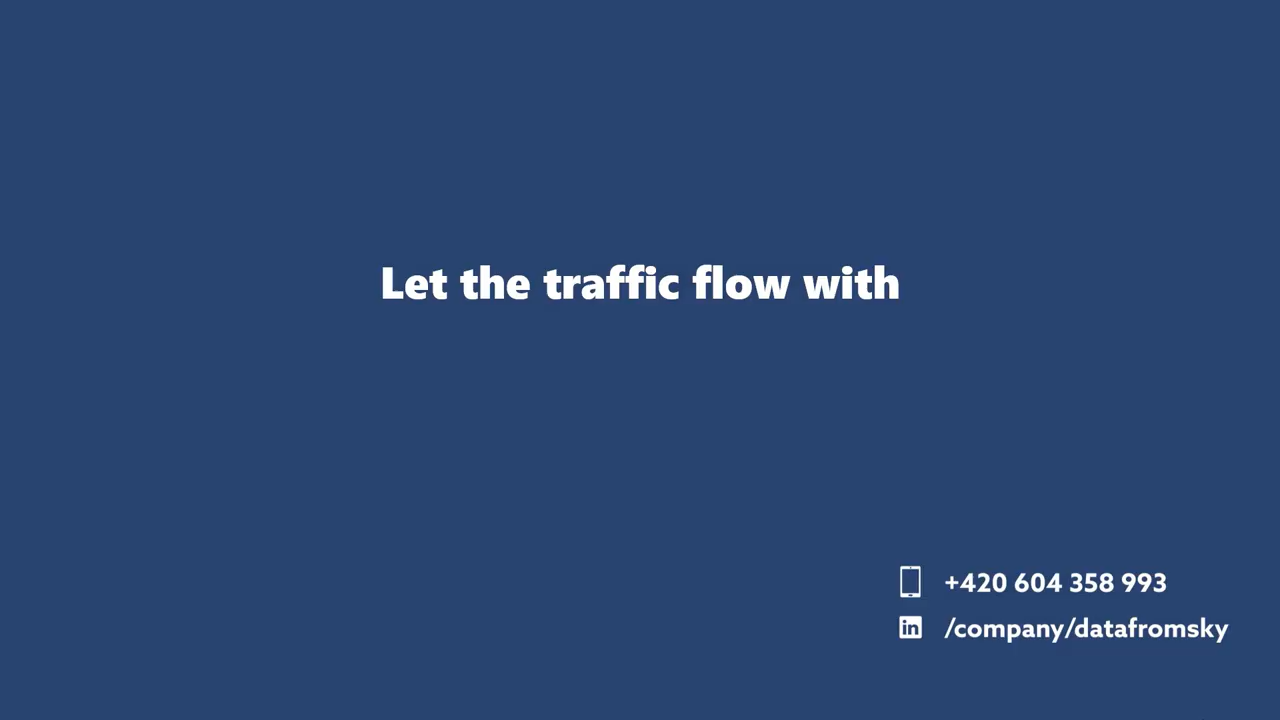 Let the traffic flow with
+420 604 358 993
/company/datafromsky